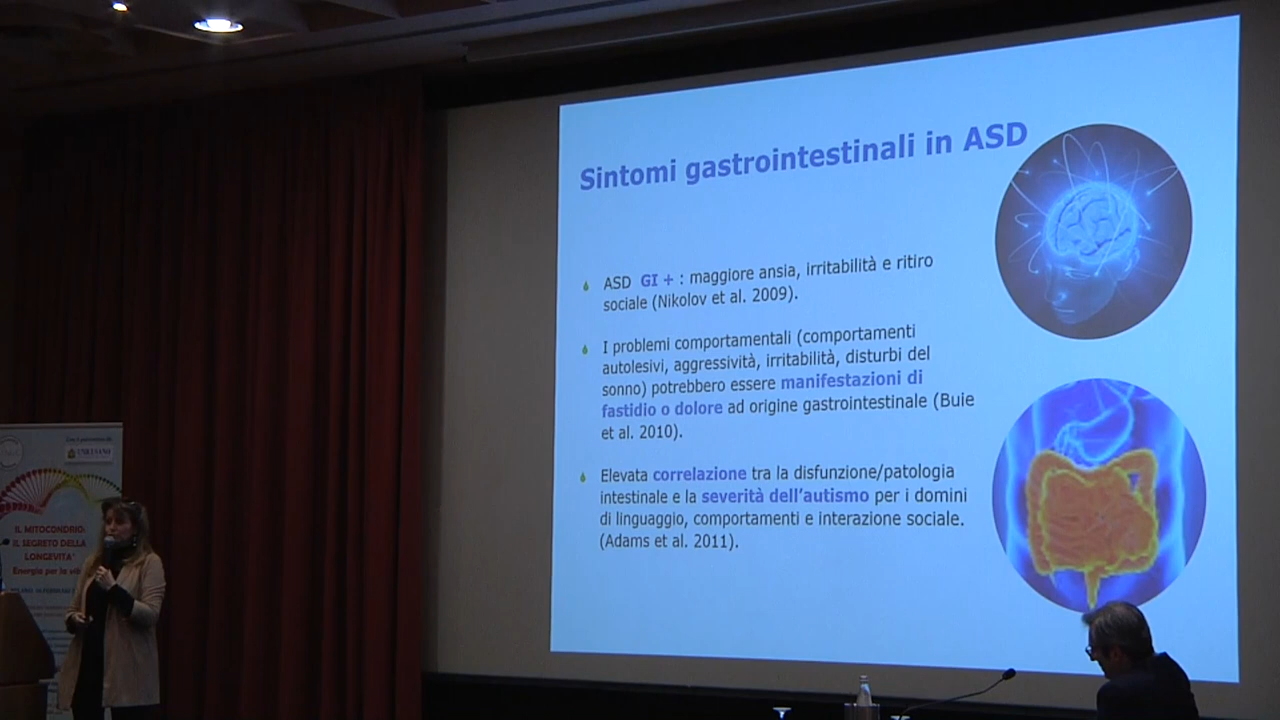 Sintomi gastrointestinali in ASD
ASD GI + : maggiore ansia, irritabilità e ritiro
sociale (Nikolov et al. 2009).
I problemi comportamentali (comportamenti
autolesivi, aggressività, irritabilità, disturbi del
sonno) potrebbero essere manifestazioni di
fastidio o dolore ad origine gastrointestinale (Buie
et al. 2010).
Elevata correlazione tra la disfunzione/patologia
intestinale e la severità dell'autismo per i domini
di linguaggio, comportamenti e interazione sociale.
(Adams et al. 2011).
IL MITOCONDRIO:
IL SEGRETO DELLA
LONGEVITA'
Energia per la